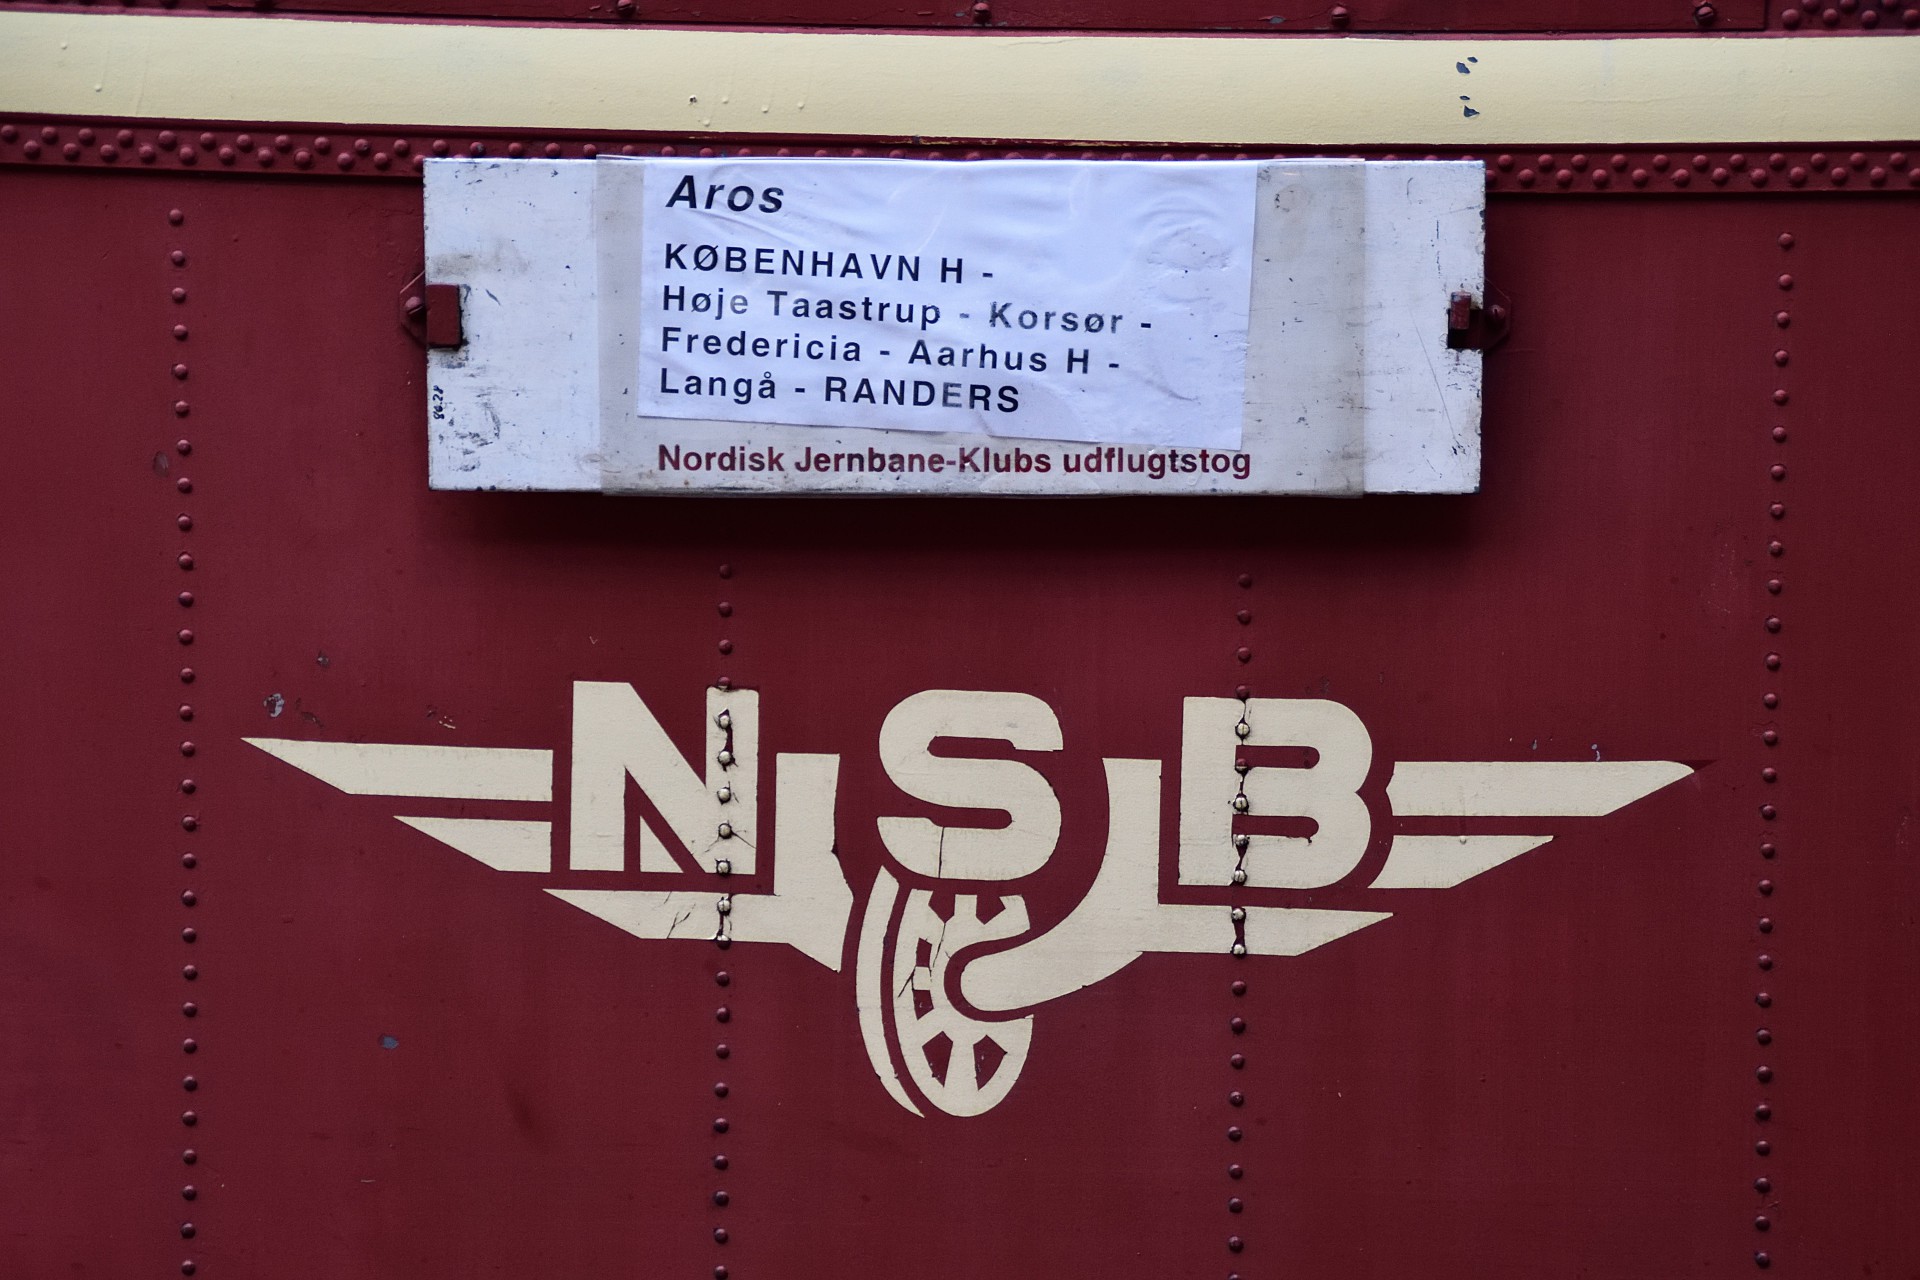 Aros
KØBENHAVN H -
Høje Taastrup - Korsør -
Fredericia - Aarhus H -
Langå - RANDERS
Nordisk Jernbane-Klubs udflugtstog
NSB